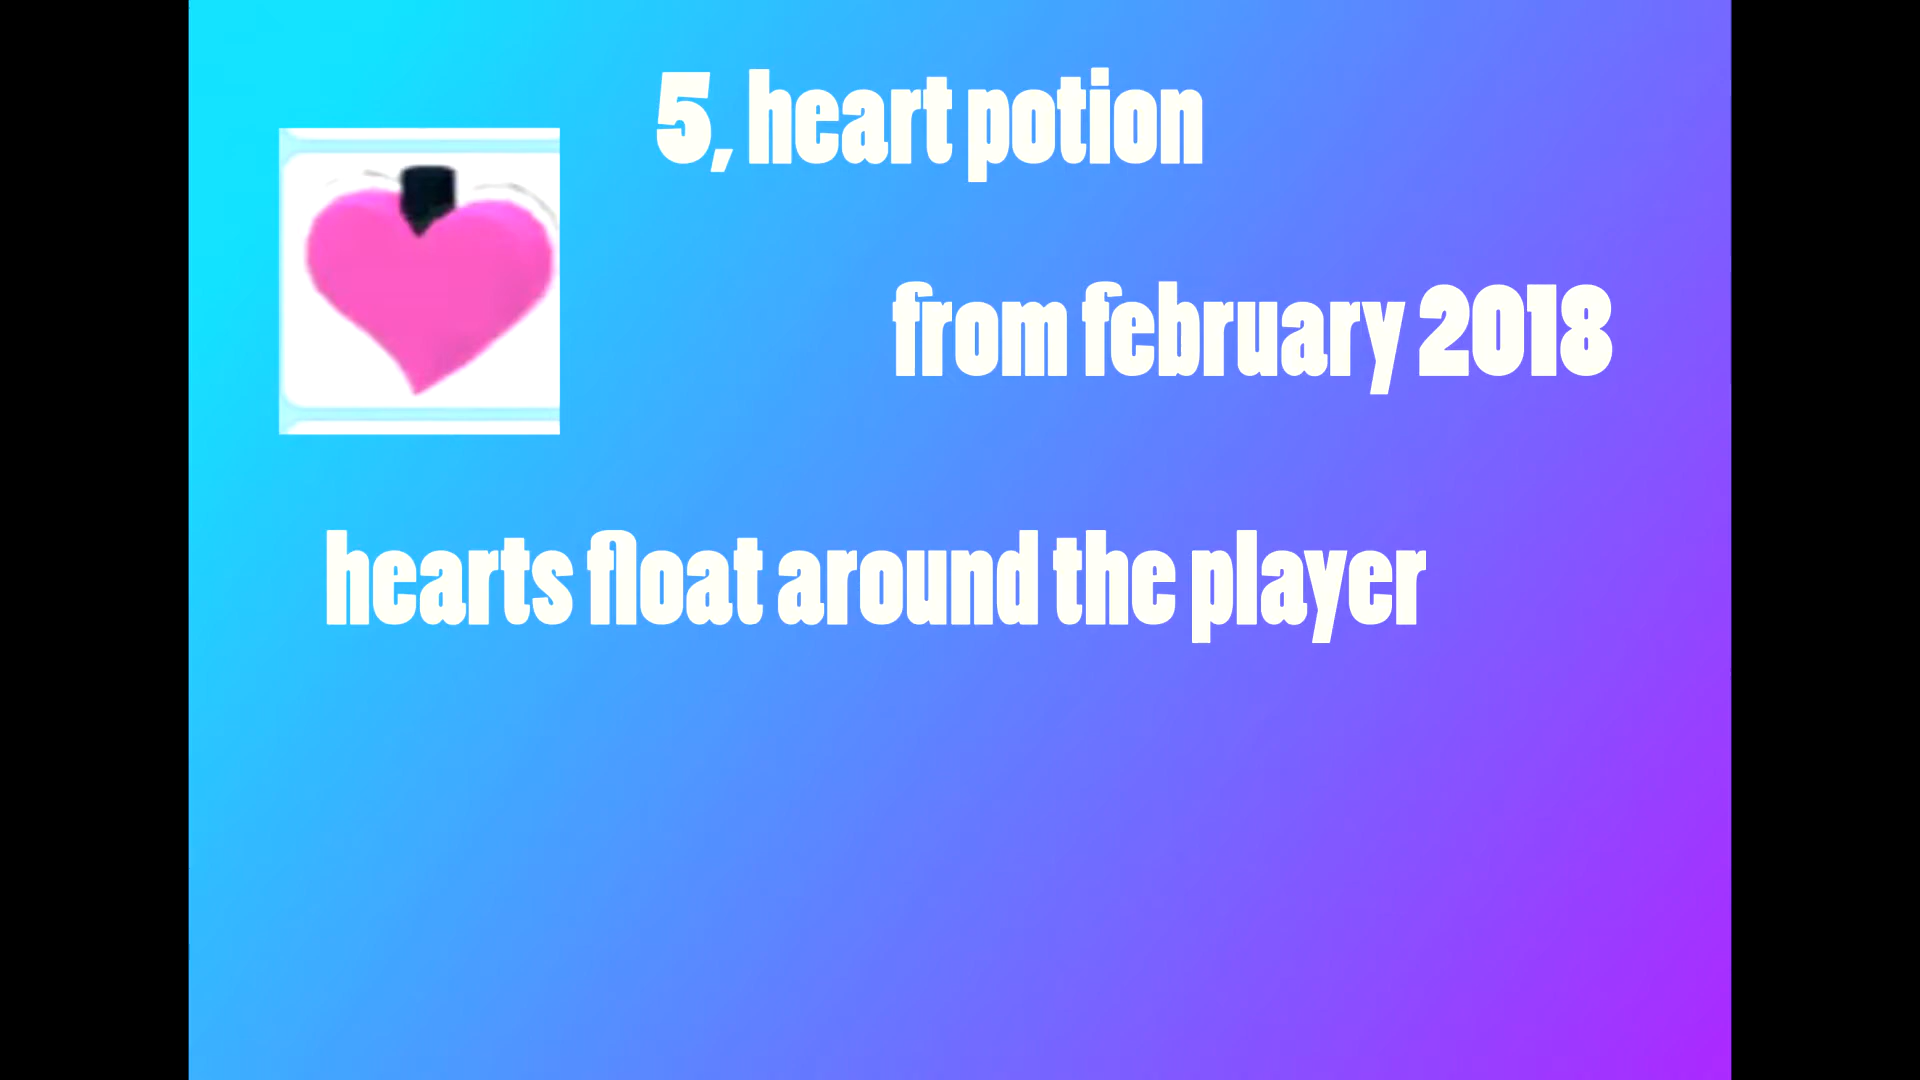 5, heart potion
from february 2018
hearts float around the player